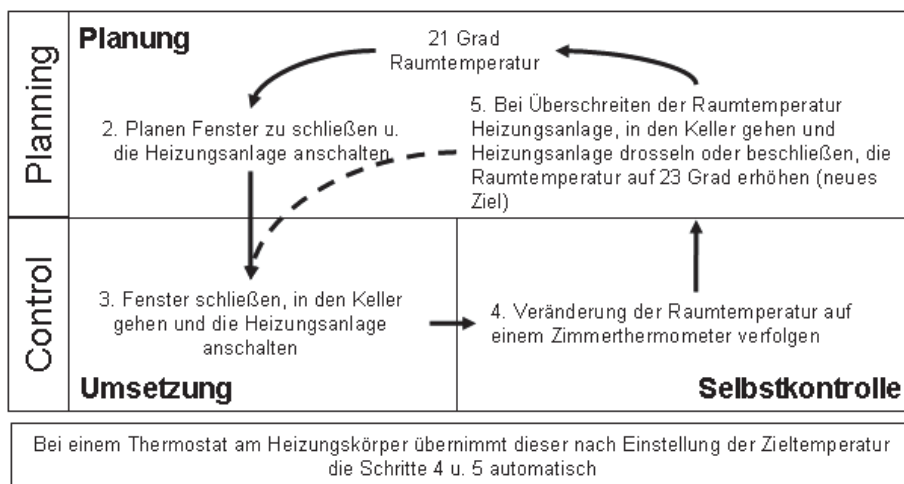 Planning
Planung
21 Grad
Raumtemperatur
2. Planen Fenster zu schließen u.
die Heizungsanlage anschalten
5. Bei Überschreiten der Raumtemperatur
Heizungsanlage, in den Keller gehen und
Heizungsanlage drosseln oder beschließen, die
Raumtemperatur auf 23 Grad erhöhen (neues
Ziel)
Control
3. Fenster schließen, in den Keller
gehen und die Heizungsanlage
anschalten
4. Veränderung der Raumtemperatur auf
einem Zimmerthermometer verfolgen
Umsetzung
Selbstkontrolle
Bei einem Thermostat am Heizungskörper übernimmt dieser nach Einstellung der Zieltemperatur
die Schritte 4 u. 5 automatisch